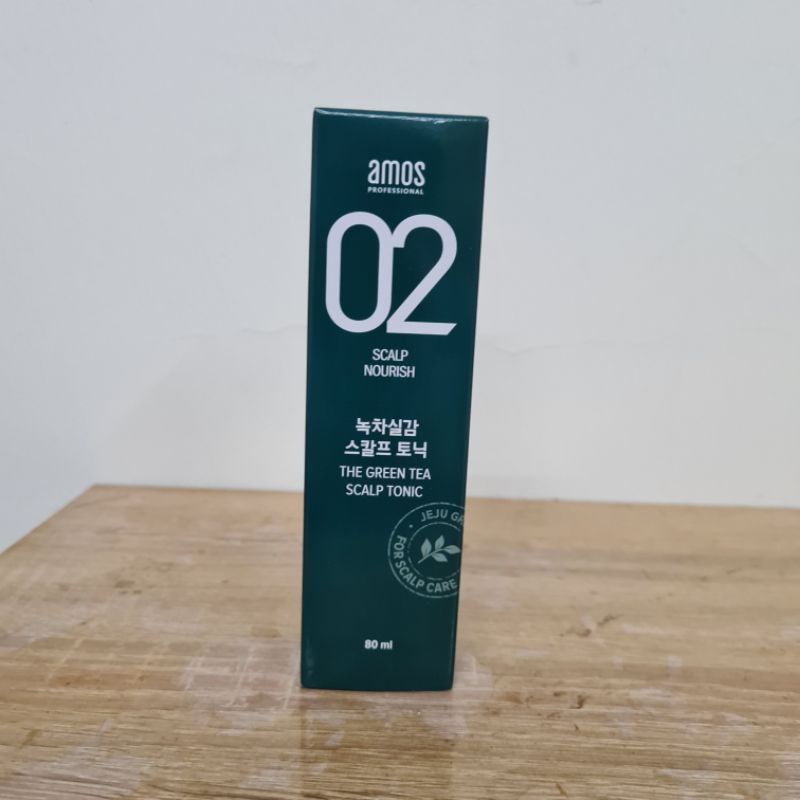 amos
PROFESSIONAL
02
SCALP
NOURISH
녹차실감
스칼프 토닉
THE GREEN TEA
SCALP TONIC
JEJU
FOR SCALP CARE
80 ml